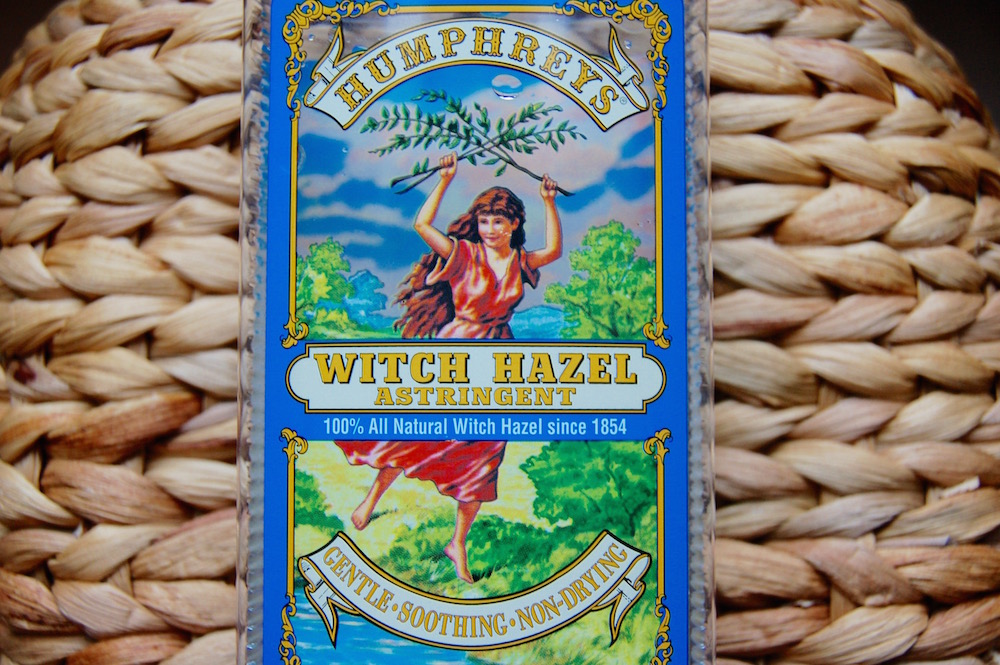 HUMPHREYS®
WITCH HAZEL
ASTRINGENT
100% All Natural Witch Hazel since 1854
GENTLE • SOOTHING • NON-DRYING